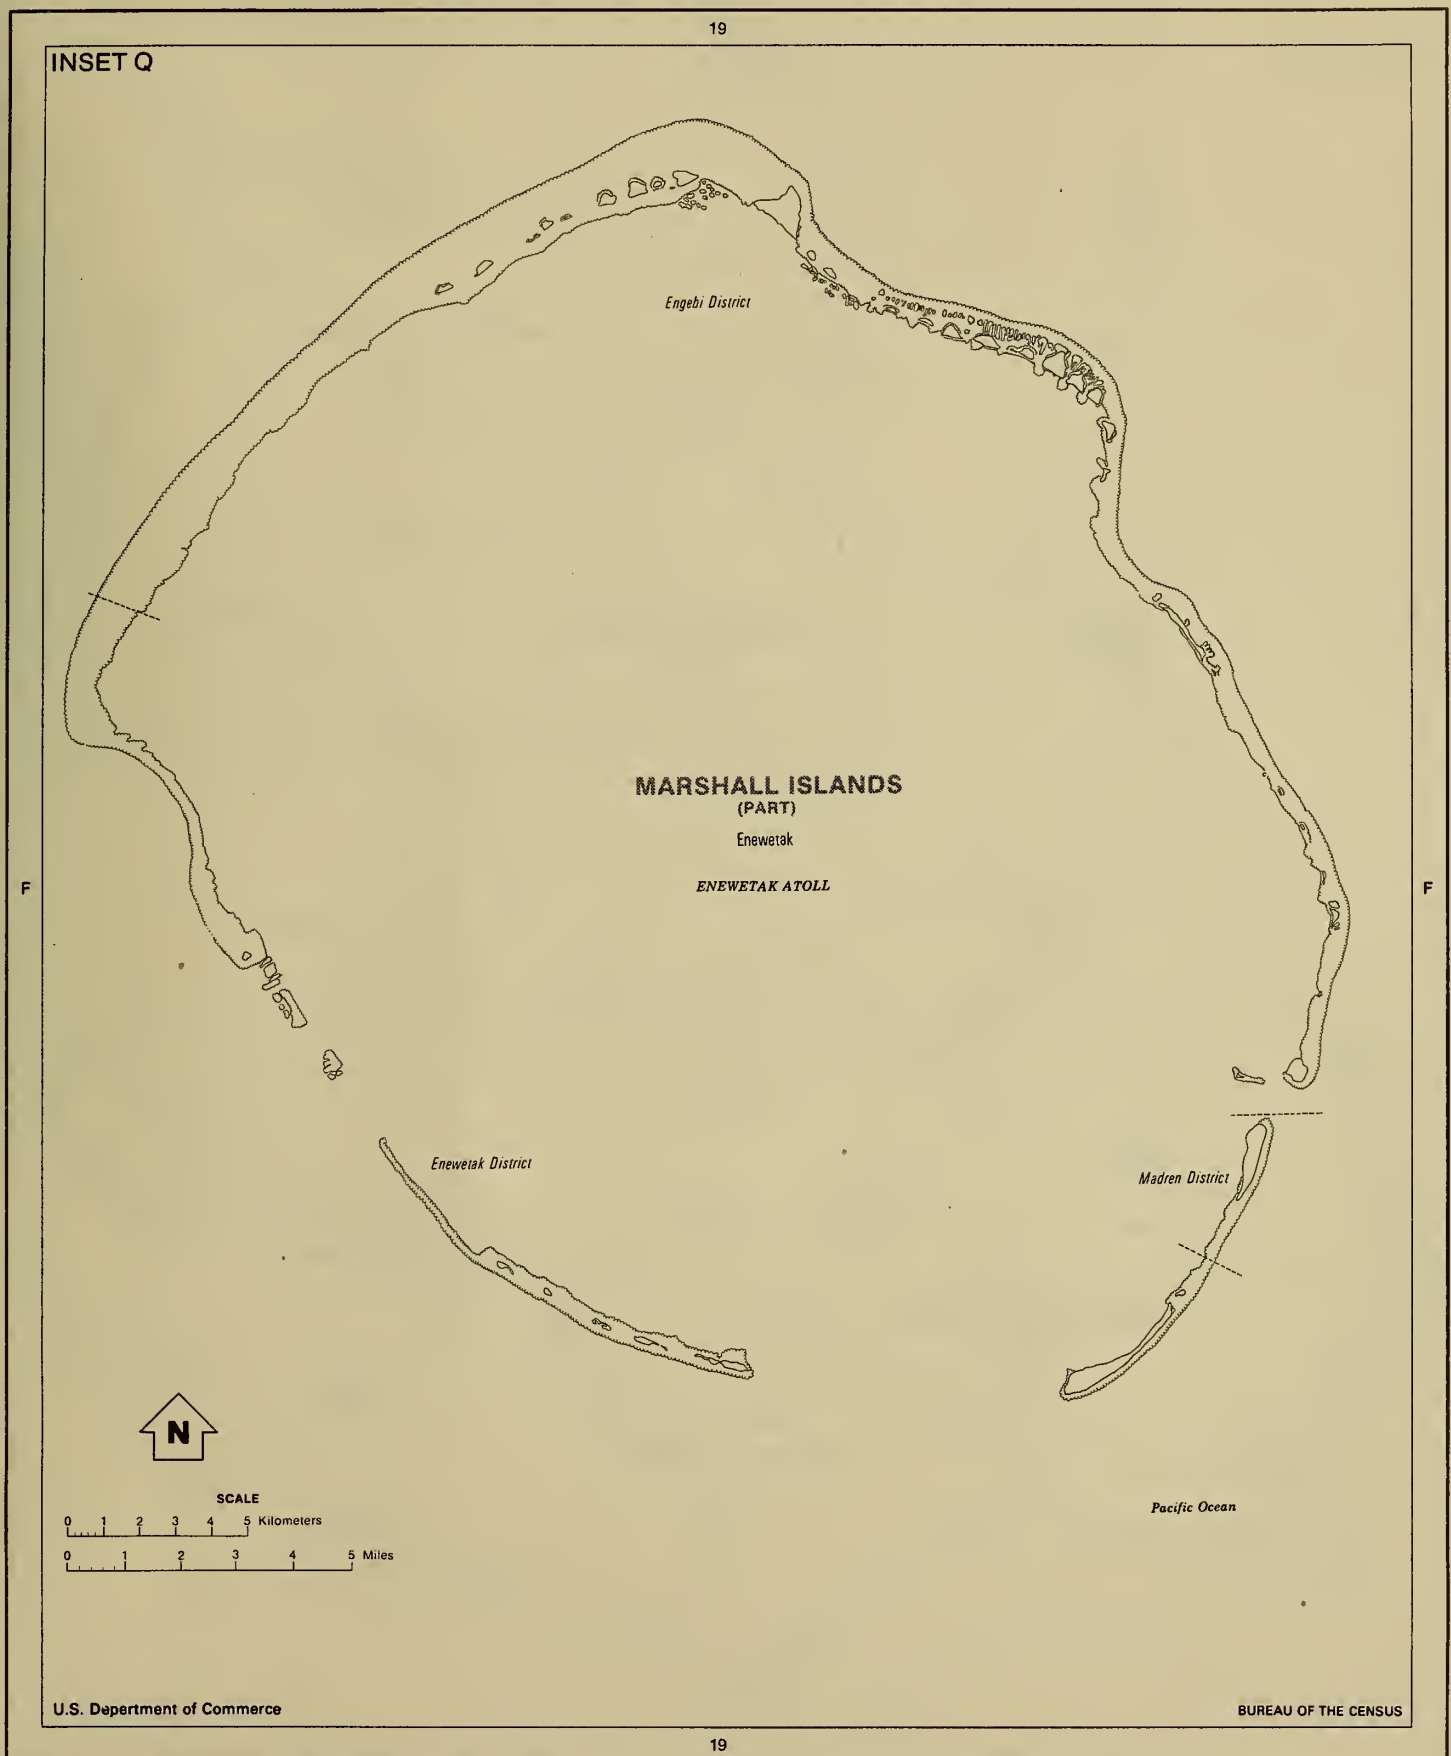 19
INSET Q
Engebi District
MARSHALL ISLANDS
(PART)
Enewetak
ENEWETAK ATOLL
F
F
Enewetak District
Madren District
N
SCALE
0 1 2 3 4 5 Kilometers
0 1 2 3 4 5 Miles
Pacific Ocean
U.S. Department of Commerce
BUREAU OF THE CENSUS
19